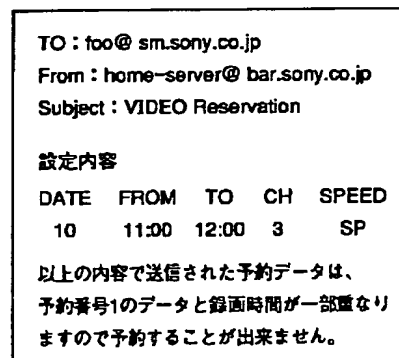 TO：foo@ sm.sony.co.jp
From：home-server@ bar.sony.co.jp
Subject：VIDEO Reservation
設定内容
DATE FROM TO CH SPEED
10 11:00 12:00 3 SP
以上の内容で送信された予約データは、
予約番号1のデータと録画時間が一部重なり
ますので予約することが出来ません。